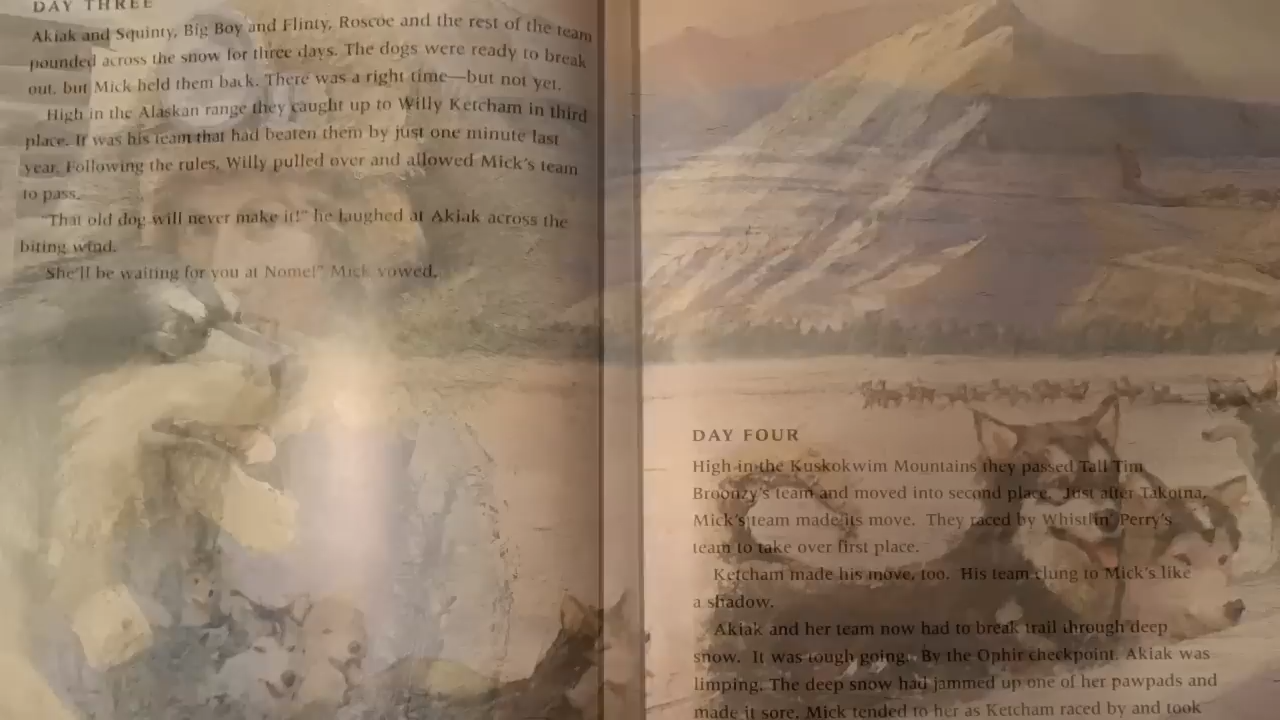 DAY THREE
Akiak and Squinty, Big Boy and Flinty, Roscoe and the rest of the team
pounded across the snow for three days. The dogs were ready to break
out, but Mick held them back. There was a right time—but not yet.
High in the Alaskan range they caught up to Willy Ketcham in third
place. It was his team that had beaten them by just one minute last
year. Following the rules, Willy pulled over and allowed Mick's team
to pass.
"That old dog will never make it!" he laughed at Akiak across the
biting wind.
"She'll be waiting for you at Nome!" Mick vowed.
DAY FOUR
High in the Kuskokwim Mountains they passed Tall Tim
Broonzy's team and moved into second place. Just after Takotna,
Mick's team made its move. They raced by Whistlin' Perry's
team to take over first place.
Ketcham made his move, too. His team clung to Mick's like
a shadow.
Akiak and her team now had to break trail through deep
snow. It was tough going. By the Ophir checkpoint, Akiak was
limping. The deep snow had jammed up one of her pawpads and
made it sore. Mick tended to her as Ketcham raced by and took